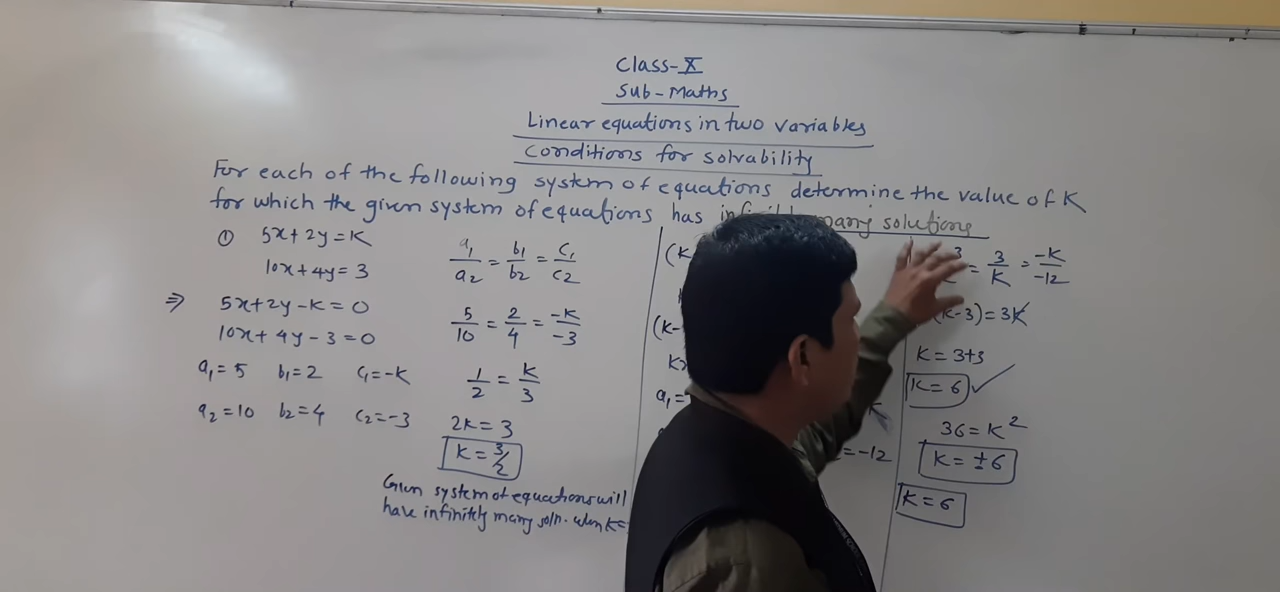 Class-X
Sub-Maths
Linear equations in two variables
Conditions for solvability
For each of the following system of equations determine the value of K
for which the given system of equations has many solutions
① 5x+2y=K
10x+4y=3
⇒ 5x+2y-K=0
10x+4y-3=0
a₁=5 b₁=2 c₁=-K
a₂=10 b₂=4 c₂=-3
a₁/a₂ = b₁/b₂ = c₁/c₂
5/10 = 2/4 = -K/-3
1/2 = K/3
2K=3
K=3/2
Given system of equations will
have infinitely many soln. when K=
(K-
(K-
a₁=
=-12
= 3/K = -K/-12
(K-3)=3K
K=3+3
K=6 ✓
36=K²
K=±6
K=6